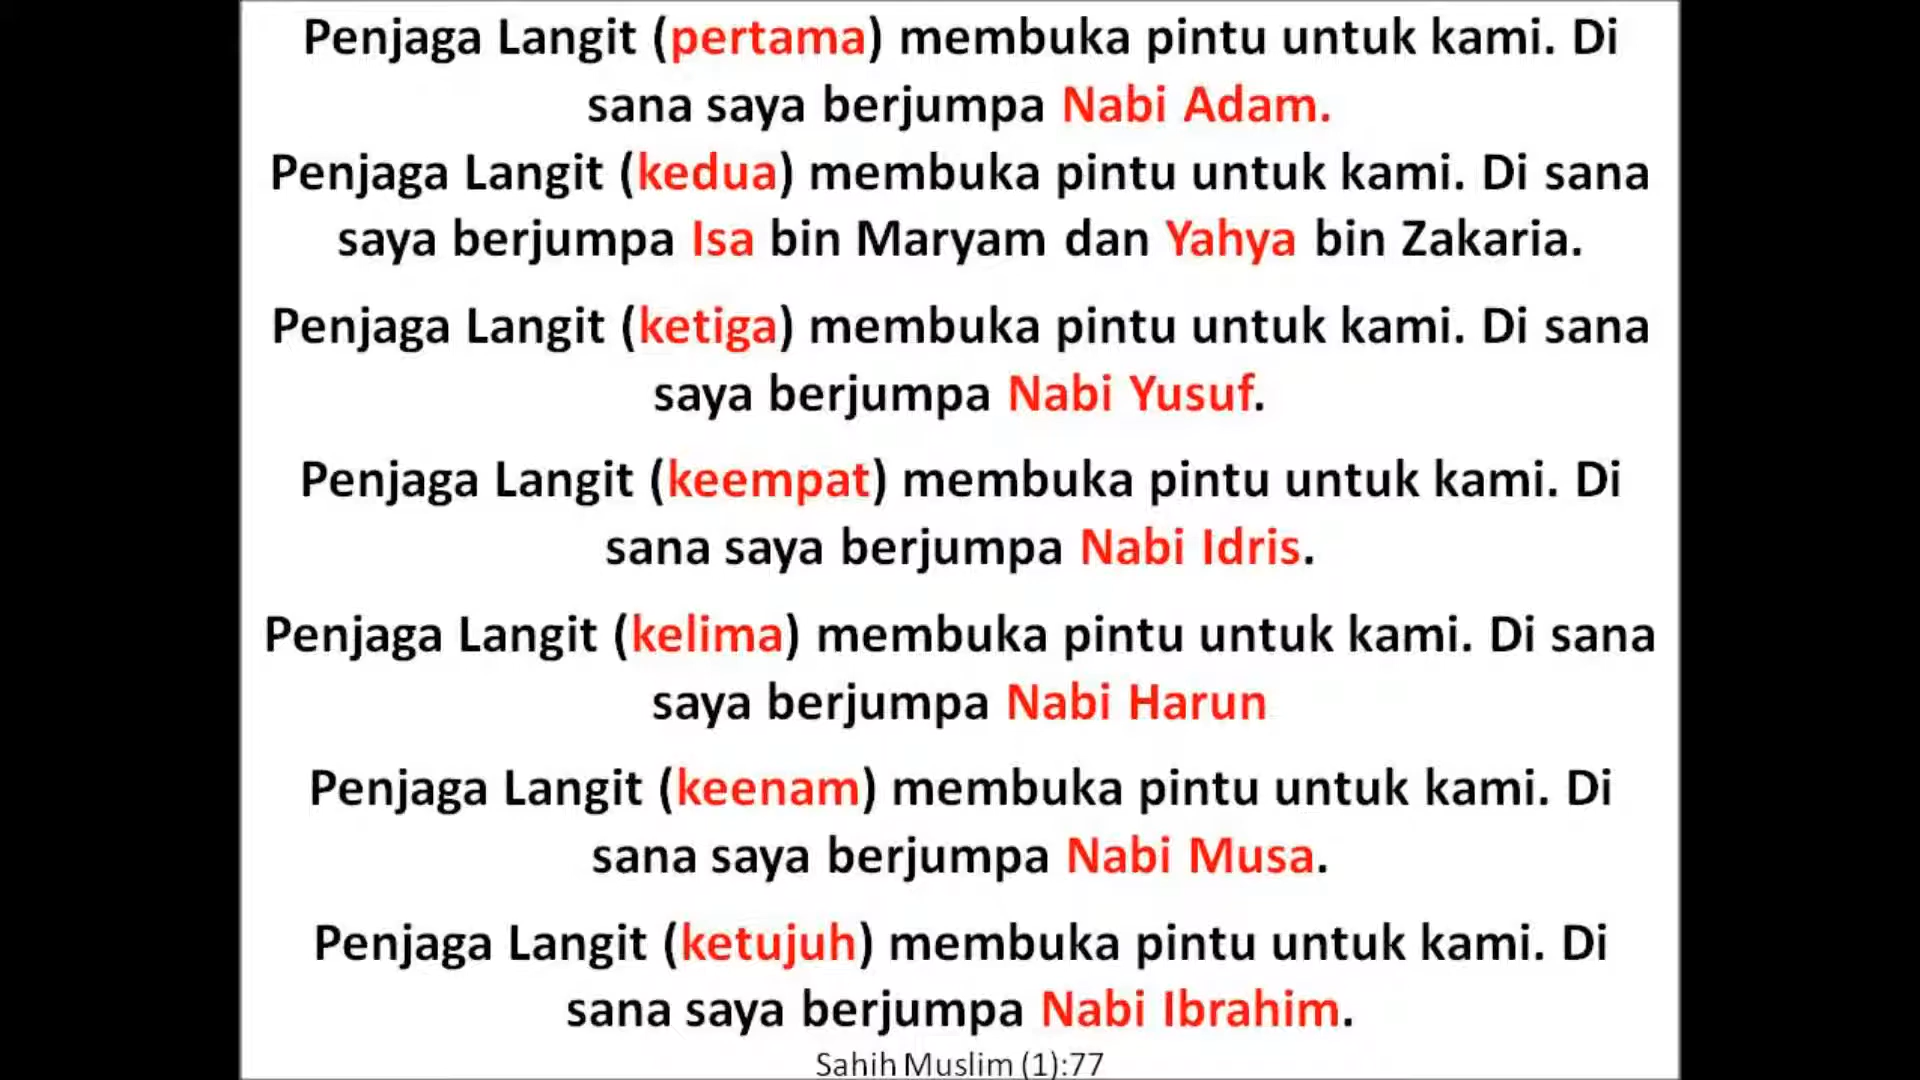 Penjaga Langit (pertama) membuka pintu untuk kami. Di
sana saya berjumpa Nabi Adam.
Penjaga Langit (kedua) membuka pintu untuk kami. Di sana
saya berjumpa Isa bin Maryam dan Yahya bin Zakaria.
Penjaga Langit (ketiga) membuka pintu untuk kami. Di sana
saya berjumpa Nabi Yusuf.
Penjaga Langit (keempat) membuka pintu untuk kami. Di
sana saya berjumpa Nabi Idris.
Penjaga Langit (kelima) membuka pintu untuk kami. Di sana
saya berjumpa Nabi Harun
Penjaga Langit (keenam) membuka pintu untuk kami. Di
sana saya berjumpa Nabi Musa.
Penjaga Langit (ketujuh) membuka pintu untuk kami. Di
sana saya berjumpa Nabi Ibrahim.
Sahih Muslim (1):77